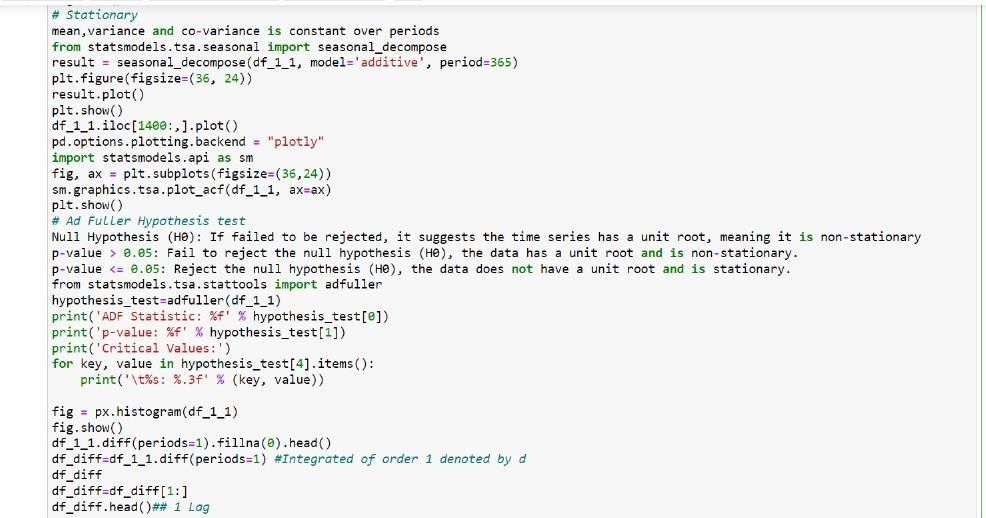 # Stationary
mean,variance and co-variance is constant over periods
from statsmodels.tsa.seasonal import seasonal_decompose
result = seasonal_decompose(df_1_1, model='additive', period=365)
plt.figure(figsize=(36, 24))
result.plot()
plt.show()
df_1_1.iloc[1400:,].plot()
pd.options.plotting.backend = "plotly"
import statsmodels.api as sm
fig, ax = plt.subplots(figsize=(36,24))
sm.graphics.tsa.plot_acf(df_1_1, ax=ax)
plt.show()
# Ad Fuller Hypothesis test
Null Hypothesis (H0): If failed to be rejected, it suggests the time series has a unit root, meaning it is non-stationary
p-value > 0.05: Fail to reject the null hypothesis (H0), the data has a unit root and is non-stationary.
p-value <= 0.05: Reject the null hypothesis (H0), the data does not have a unit root and is stationary.
from statsmodels.tsa.stattools import adfuller
hypothesis_test=adfuller(df_1_1)
print('ADF Statistic: %f' % hypothesis_test[0])
print('p-value: %f' % hypothesis_test[1])
print('Critical Values:')
for key, value in hypothesis_test[4].items():
    print('\t%s: %.3f' % (key, value))
fig = px.histogram(df_1_1)
fig.show()
df_1_1.diff(periods=1).fillna(0).head()
df_diff=df_1_1.diff(periods=1) #Integrated of order 1 denoted by d
df_diff
df_diff=df_diff[1:]
df_diff.head()## 1 Lag